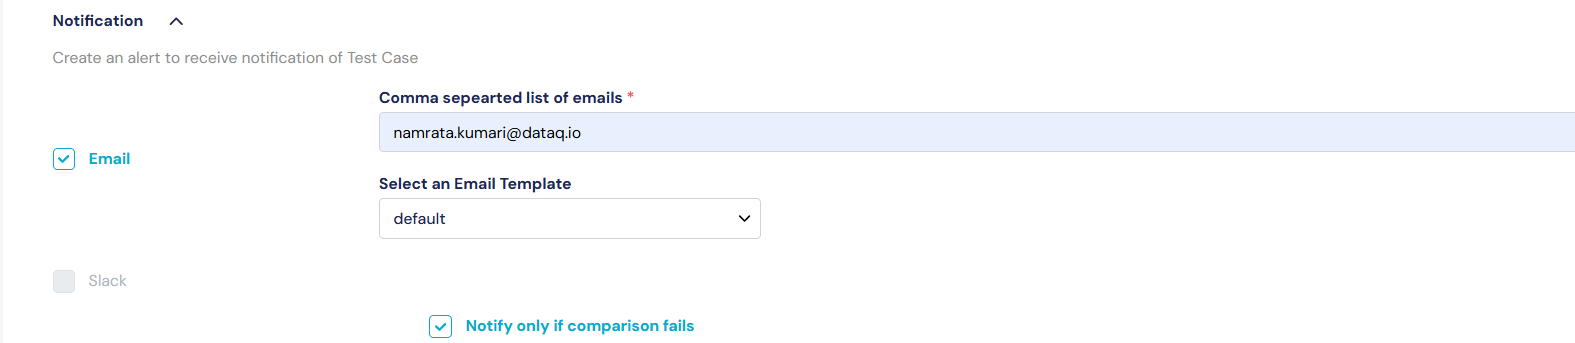 Notification
Create an alert to receive notification of Test Case
Comma sepearted list of emails *
namrata.kumari@dataq.io
Email
Select an Email Template
default
Slack
Notify only if comparison fails